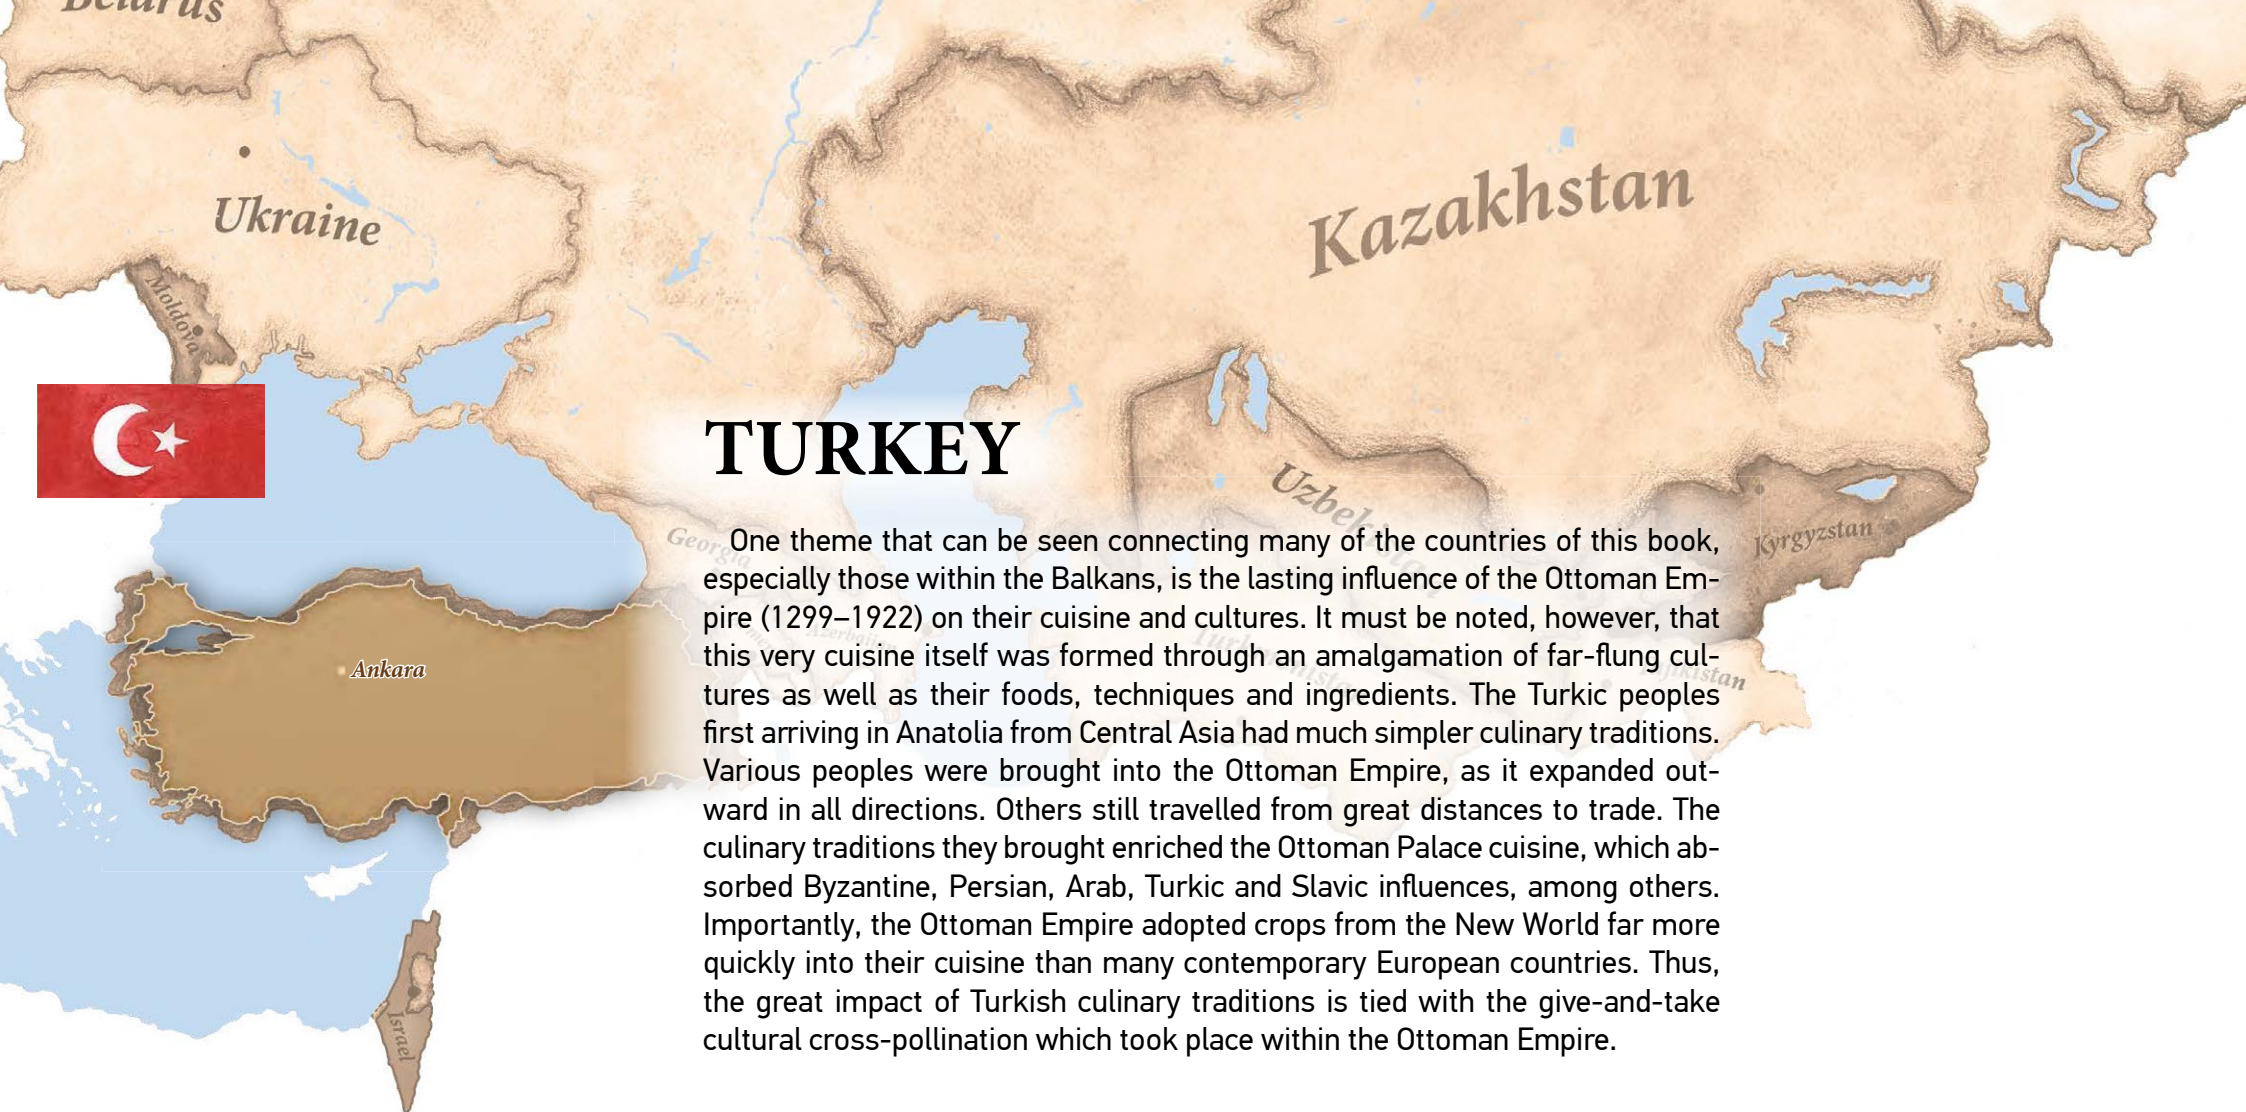 Belarus
Ukraine
Moldova
Kazakhstan
Uzbekistan
Kyrgyzstan
Georgia
Azerbaijan
Turkmenistan
Tajikistan
Ankara
Israel
TURKEY
One theme that can be seen connecting many of the countries of this book,
especially those within the Balkans, is the lasting influence of the Ottoman Em-
pire (1299–1922) on their cuisine and cultures. It must be noted, however, that
this very cuisine itself was formed through an amalgamation of far-flung cul-
tures as well as their foods, techniques and ingredients. The Turkic peoples
first arriving in Anatolia from Central Asia had much simpler culinary traditions.
Various peoples were brought into the Ottoman Empire, as it expanded out-
ward in all directions. Others still travelled from great distances to trade. The
culinary traditions they brought enriched the Ottoman Palace cuisine, which ab-
sorbed Byzantine, Persian, Arab, Turkic and Slavic influences, among others.
Importantly, the Ottoman Empire adopted crops from the New World far more
quickly into their cuisine than many contemporary European countries. Thus,
the great impact of Turkish culinary traditions is tied with the give-and-take
cultural cross-pollination which took place within the Ottoman Empire.